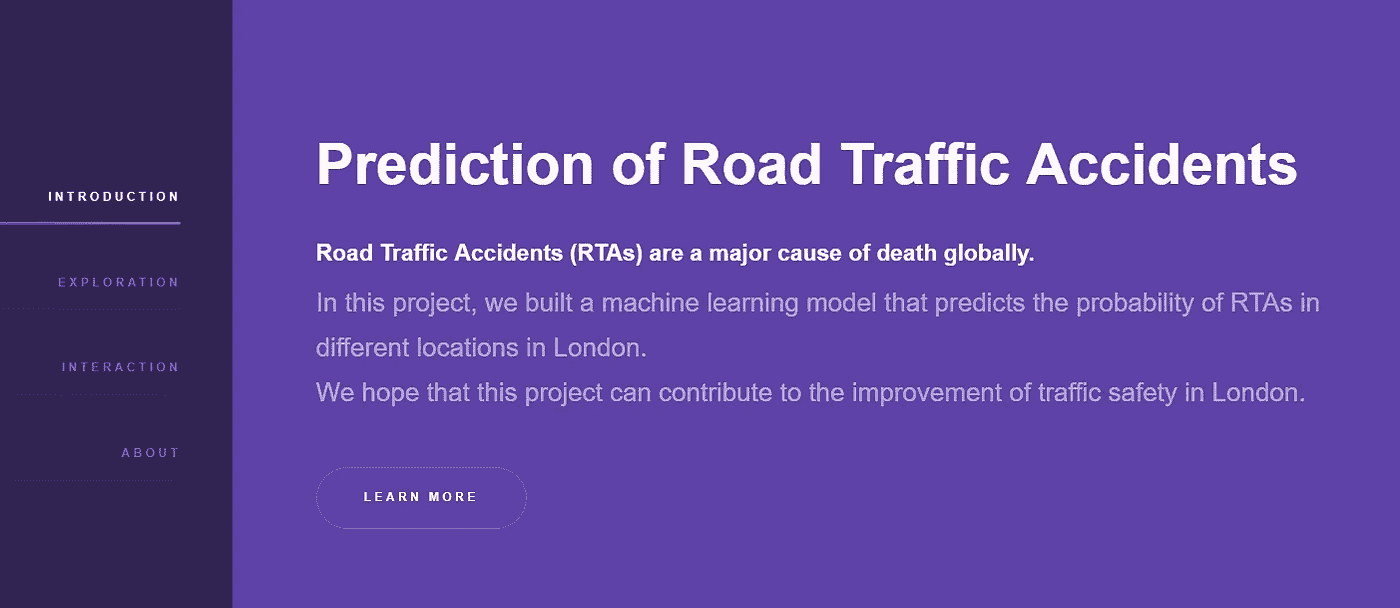 INTRODUCTION
EXPLORATION
INTERACTION
ABOUT
Prediction of Road Traffic Accidents
Road Traffic Accidents (RTAs) are a major cause of death globally.
In this project, we built a machine learning model that predicts the probability of RTAs in
different locations in London.
We hope that this project can contribute to the improvement of traffic safety in London.
LEARN MORE